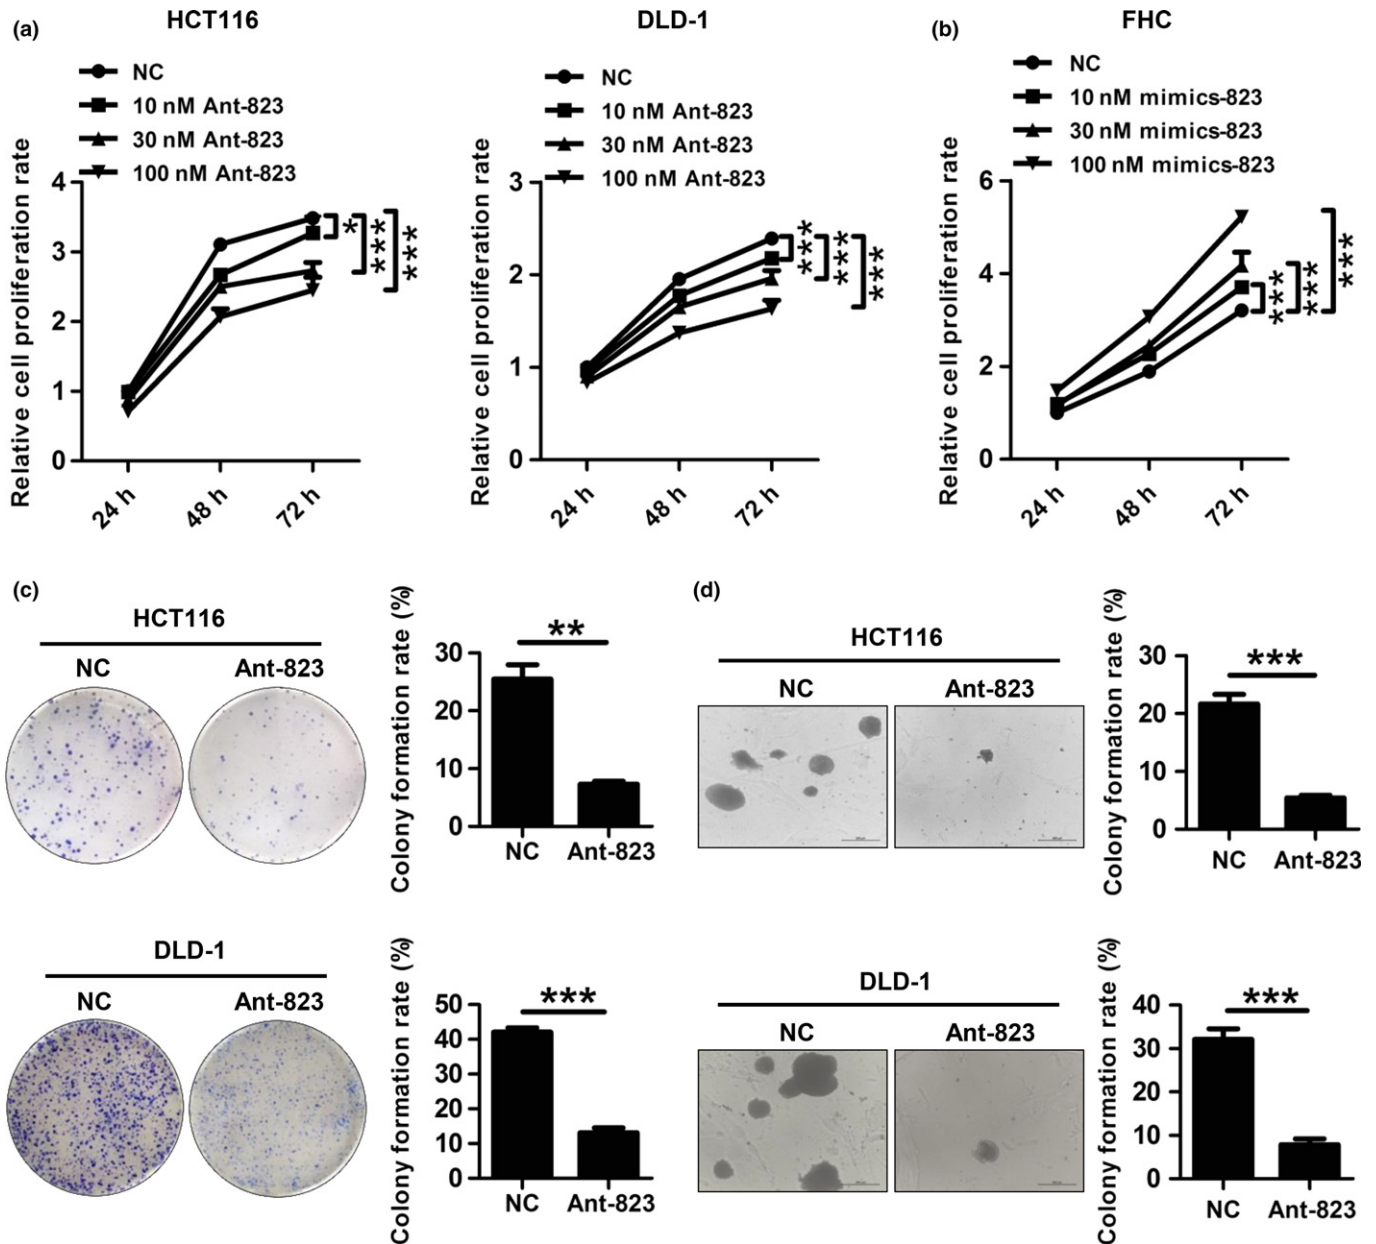 (a)
HCT116
NC
10 nM Ant-823
30 nM Ant-823
100 nM Ant-823
Relative cell proliferation rate
4
3
2
1
0
24 h
48 h
72 h
*
***
***
DLD-1
NC
10 nM Ant-823
30 nM Ant-823
100 nM Ant-823
Relative cell proliferation rate
3
2
1
0
24 h
48 h
72 h
***
***
***
(b)
FHC
NC
10 nM mimics-823
30 nM mimics-823
100 nM mimics-823
Relative cell proliferation rate
6
4
2
0
24 h
48 h
72 h
***
***
***
(c)
HCT116
NC
Ant-823
Colony formation rate (%)
30
20
10
0
**
NC
Ant-823
DLD-1
NC
Ant-823
Colony formation rate (%)
50
40
30
20
10
0
***
NC
Ant-823
(d)
HCT116
NC
Ant-823
Colony formation rate (%)
30
20
10
0
***
NC
Ant-823
DLD-1
NC
Ant-823
Colony formation rate (%)
40
30
20
10
0
***
NC
Ant-823